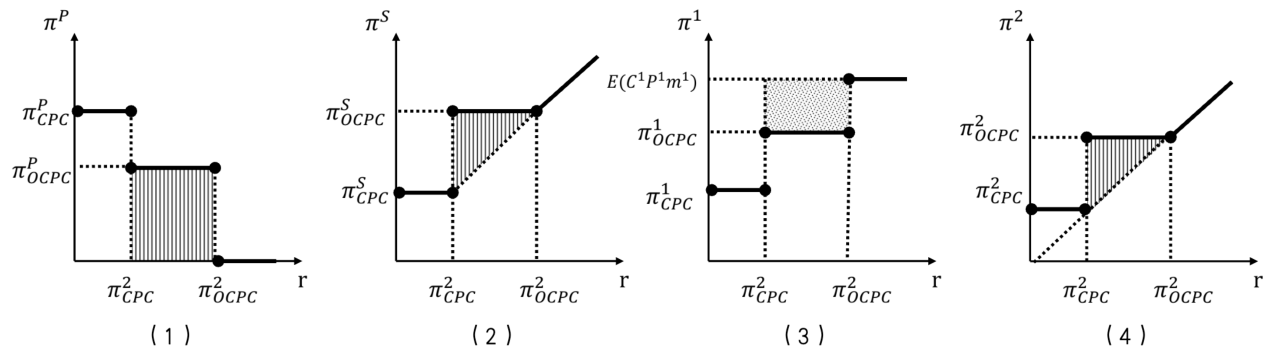 π^P
π^P_CPC
π^P_OCPC
π^2_CPC π^2_OCPC r
(1)
π^S
π^S_OCPC
π^S_CPC
π^2_CPC π^2_OCPC r
(2)
π^1
E(C^1P^1m^1)
π^1_OCPC
π^1_CPC
π^2_CPC π^2_OCPC r
(3)
π^2
π^2_OCPC
π^2_CPC
π^2_CPC π^2_OCPC r
(4)